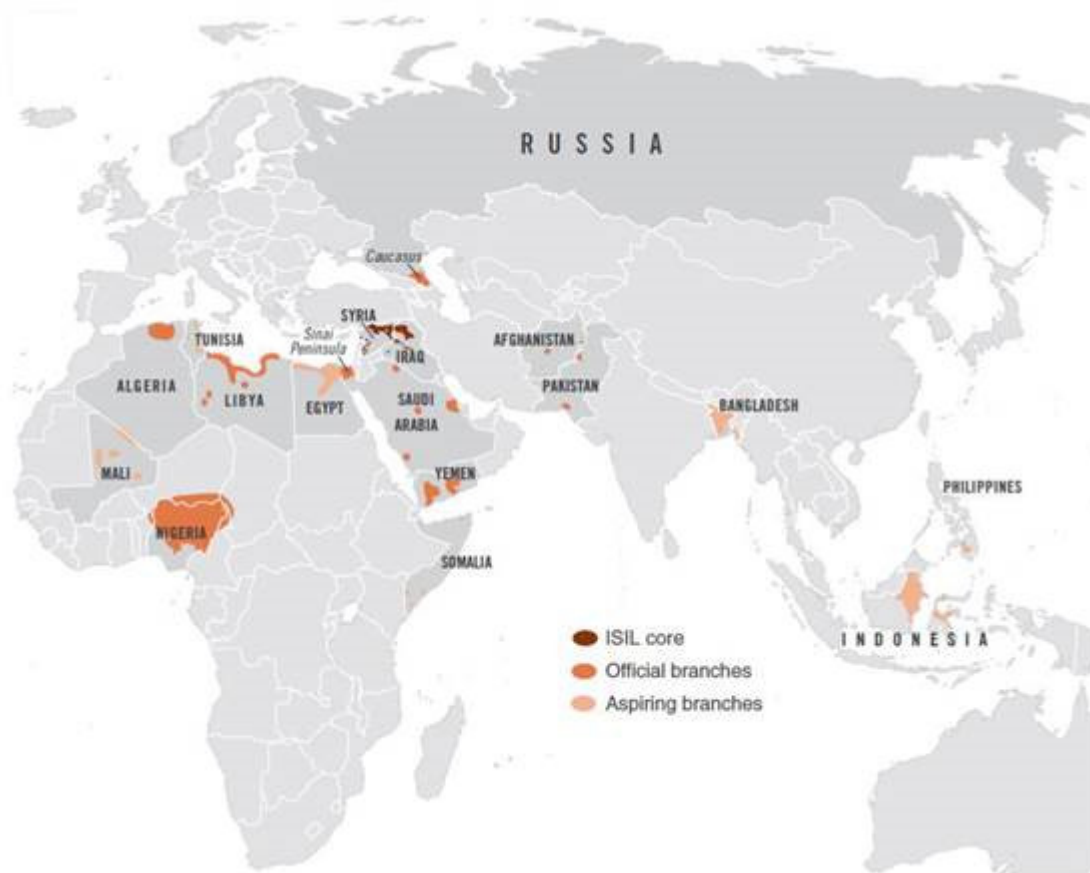 RUSSIA
Caucasus
SYRIA
Sinai
Peninsula
TUNISIA
IRAQ
AFGHANISTAN
ALGERIA
LIBYA
EGYPT
SAUDI
ARABIA
PAKISTAN
BANGLADESH
MALI
YEMEN
PHILIPPINES
NIGERIA
SOMALIA
INDONESIA
ISIL core
Official branches
Aspiring branches